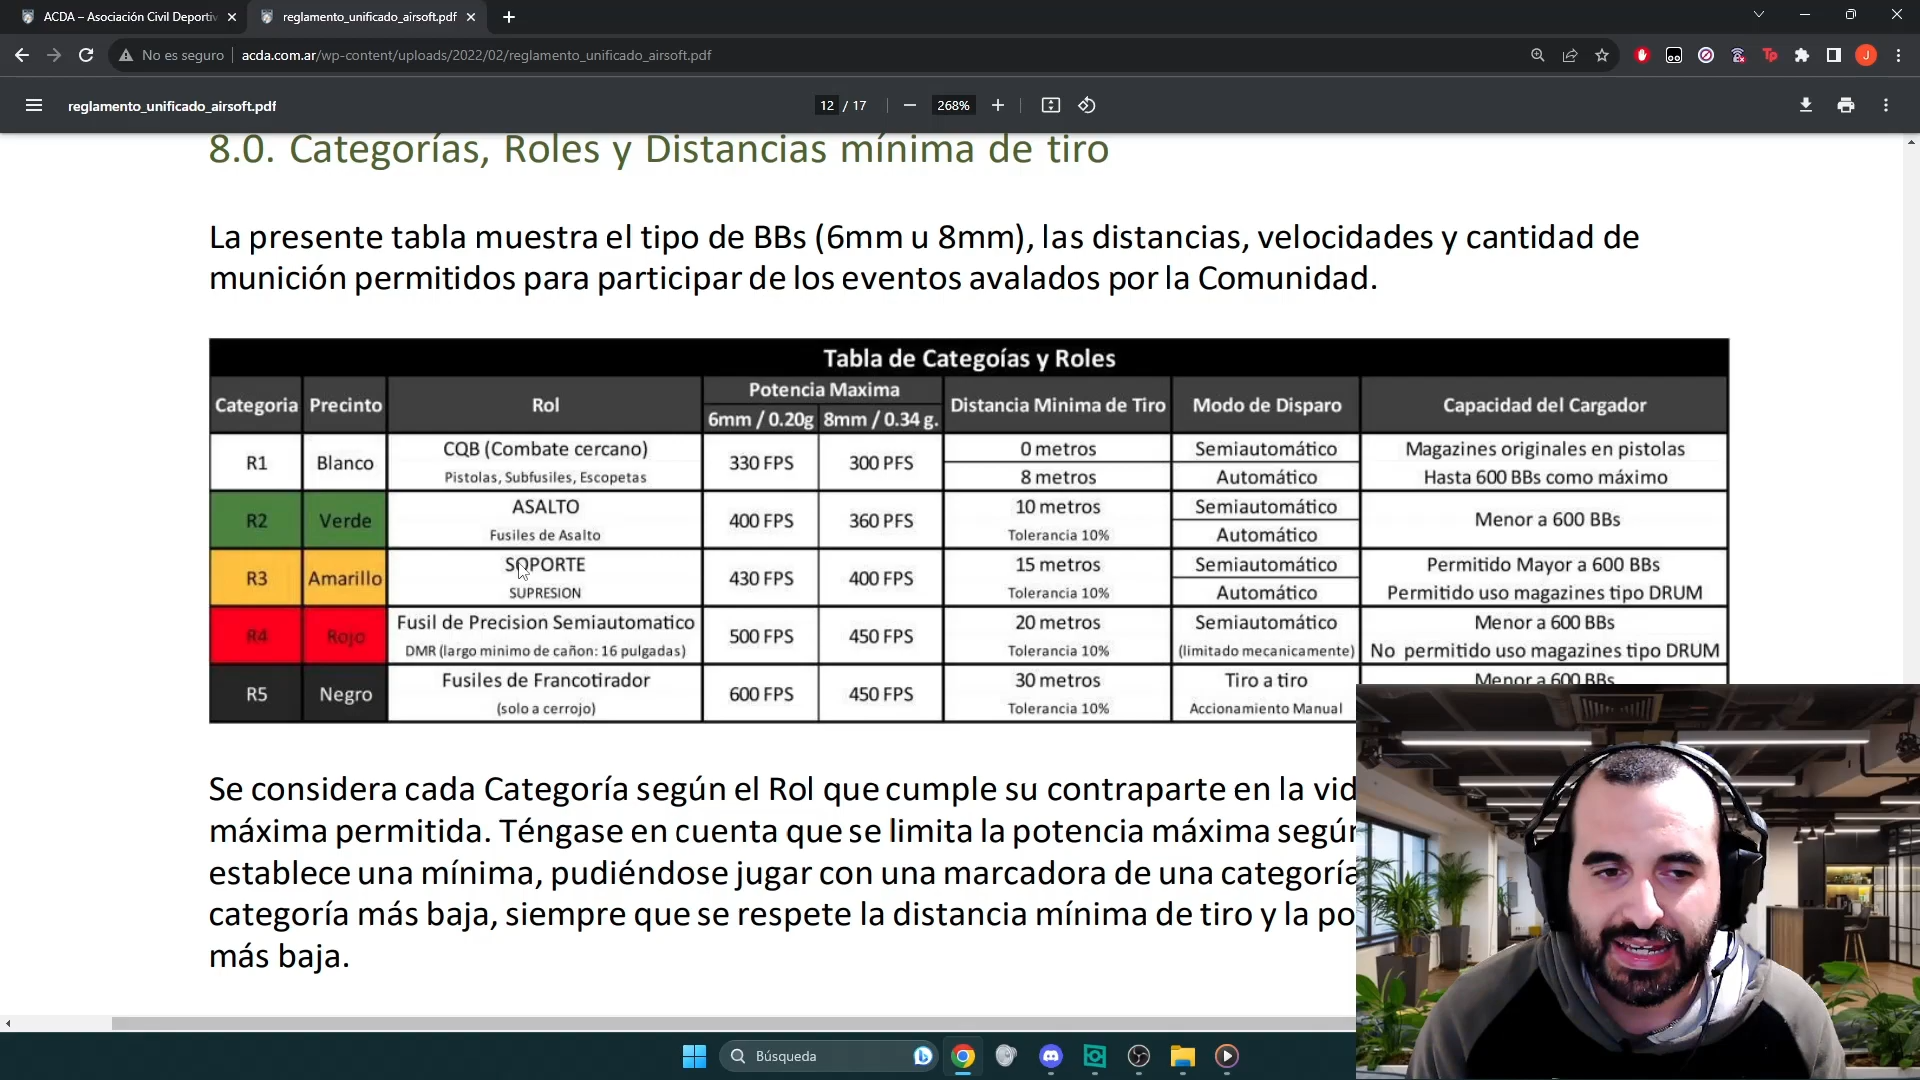 ACDA – Asociación Civil Deportiv
reglamento_unificado_airsoft.pdf
No es seguro
acda.com.ar/wp-content/uploads/2022/02/reglamento_unificado_airsoft.pdf
Tp
J
reglamento_unificado_airsoft.pdf
12 / 17
268%
8.0. Categorías, Roles y Distancias mínima de tiro
La presente tabla muestra el tipo de BBs (6mm u 8mm), las distancias, velocidades y cantidad de
munición permitidos para participar de los eventos avalados por la Comunidad.
Tabla de Categoías y Roles
Categoria Precinto Rol Potencia Maxima Distancia Minima de Tiro Modo de Disparo Capacidad del Cargador
6mm / 0.20g 8mm / 0.34 g.
R1 Blanco CQB (Combate cercano) 330 FPS 300 PFS 0 metros Semiautomático Magazines originales en pistolas
Pistolas, Subfusiles, Escopetas 8 metros Automático Hasta 600 BBs como máximo
R2 Verde ASALTO 400 FPS 360 PFS 10 metros Semiautomático Menor a 600 BBs
Fusiles de Asalto Tolerancia 10% Automático
R3 Amarillo SOPORTE 430 FPS 400 FPS 15 metros Semiautomático Permitido Mayor a 600 BBs
SUPRESION Tolerancia 10% Automático Permitido uso magazines tipo DRUM
R4 Rojo Fusil de Precision Semiautomatico 500 FPS 450 FPS 20 metros Semiautomático Menor a 600 BBs
DMR (largo minimo de cañon: 16 pulgadas) Tolerancia 10% (limitado mecanicamente) No permitido uso magazines tipo DRUM
R5 Negro Fusiles de Francotirador 600 FPS 450 FPS 30 metros Tiro a tiro Menor a 600 BBs
(solo a cerrojo) Tolerancia 10% Accionamiento Manual
Se considera cada Categoría según el Rol que cumple su contraparte en la vid
máxima permitida. Téngase en cuenta que se limita la potencia máxima según
establece una mínima, pudiéndose jugar con una marcadora de una categoría
categoría más baja, siempre que se respete la distancia mínima de tiro y la po
más baja.
Búsqueda